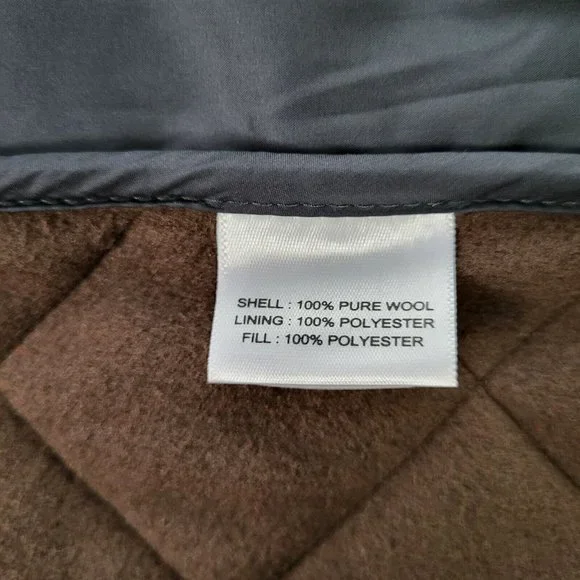 SHELL : 100% PURE WOOL
LINING : 100% POLYESTER
FILL : 100% POLYESTER